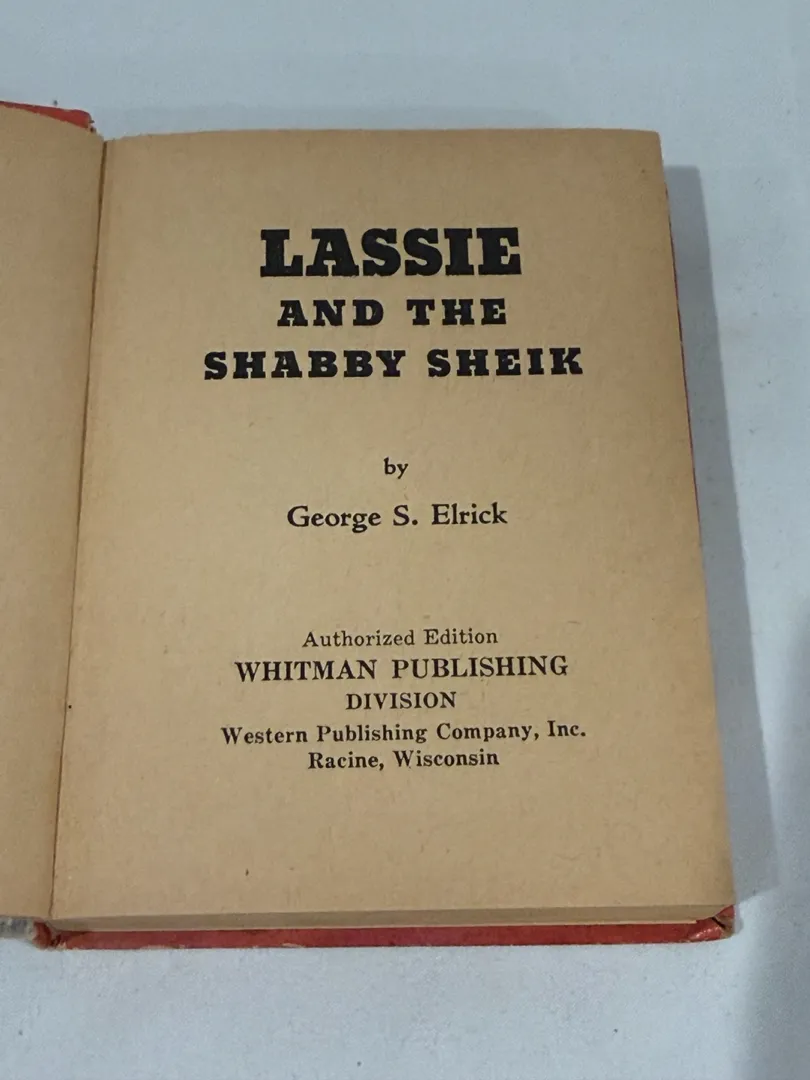 LASSIE
AND THE
SHABBY SHEIK
by
George S. Elrick
Authorized Edition
WHITMAN PUBLISHING
DIVISION
Western Publishing Company, Inc.
Racine, Wisconsin